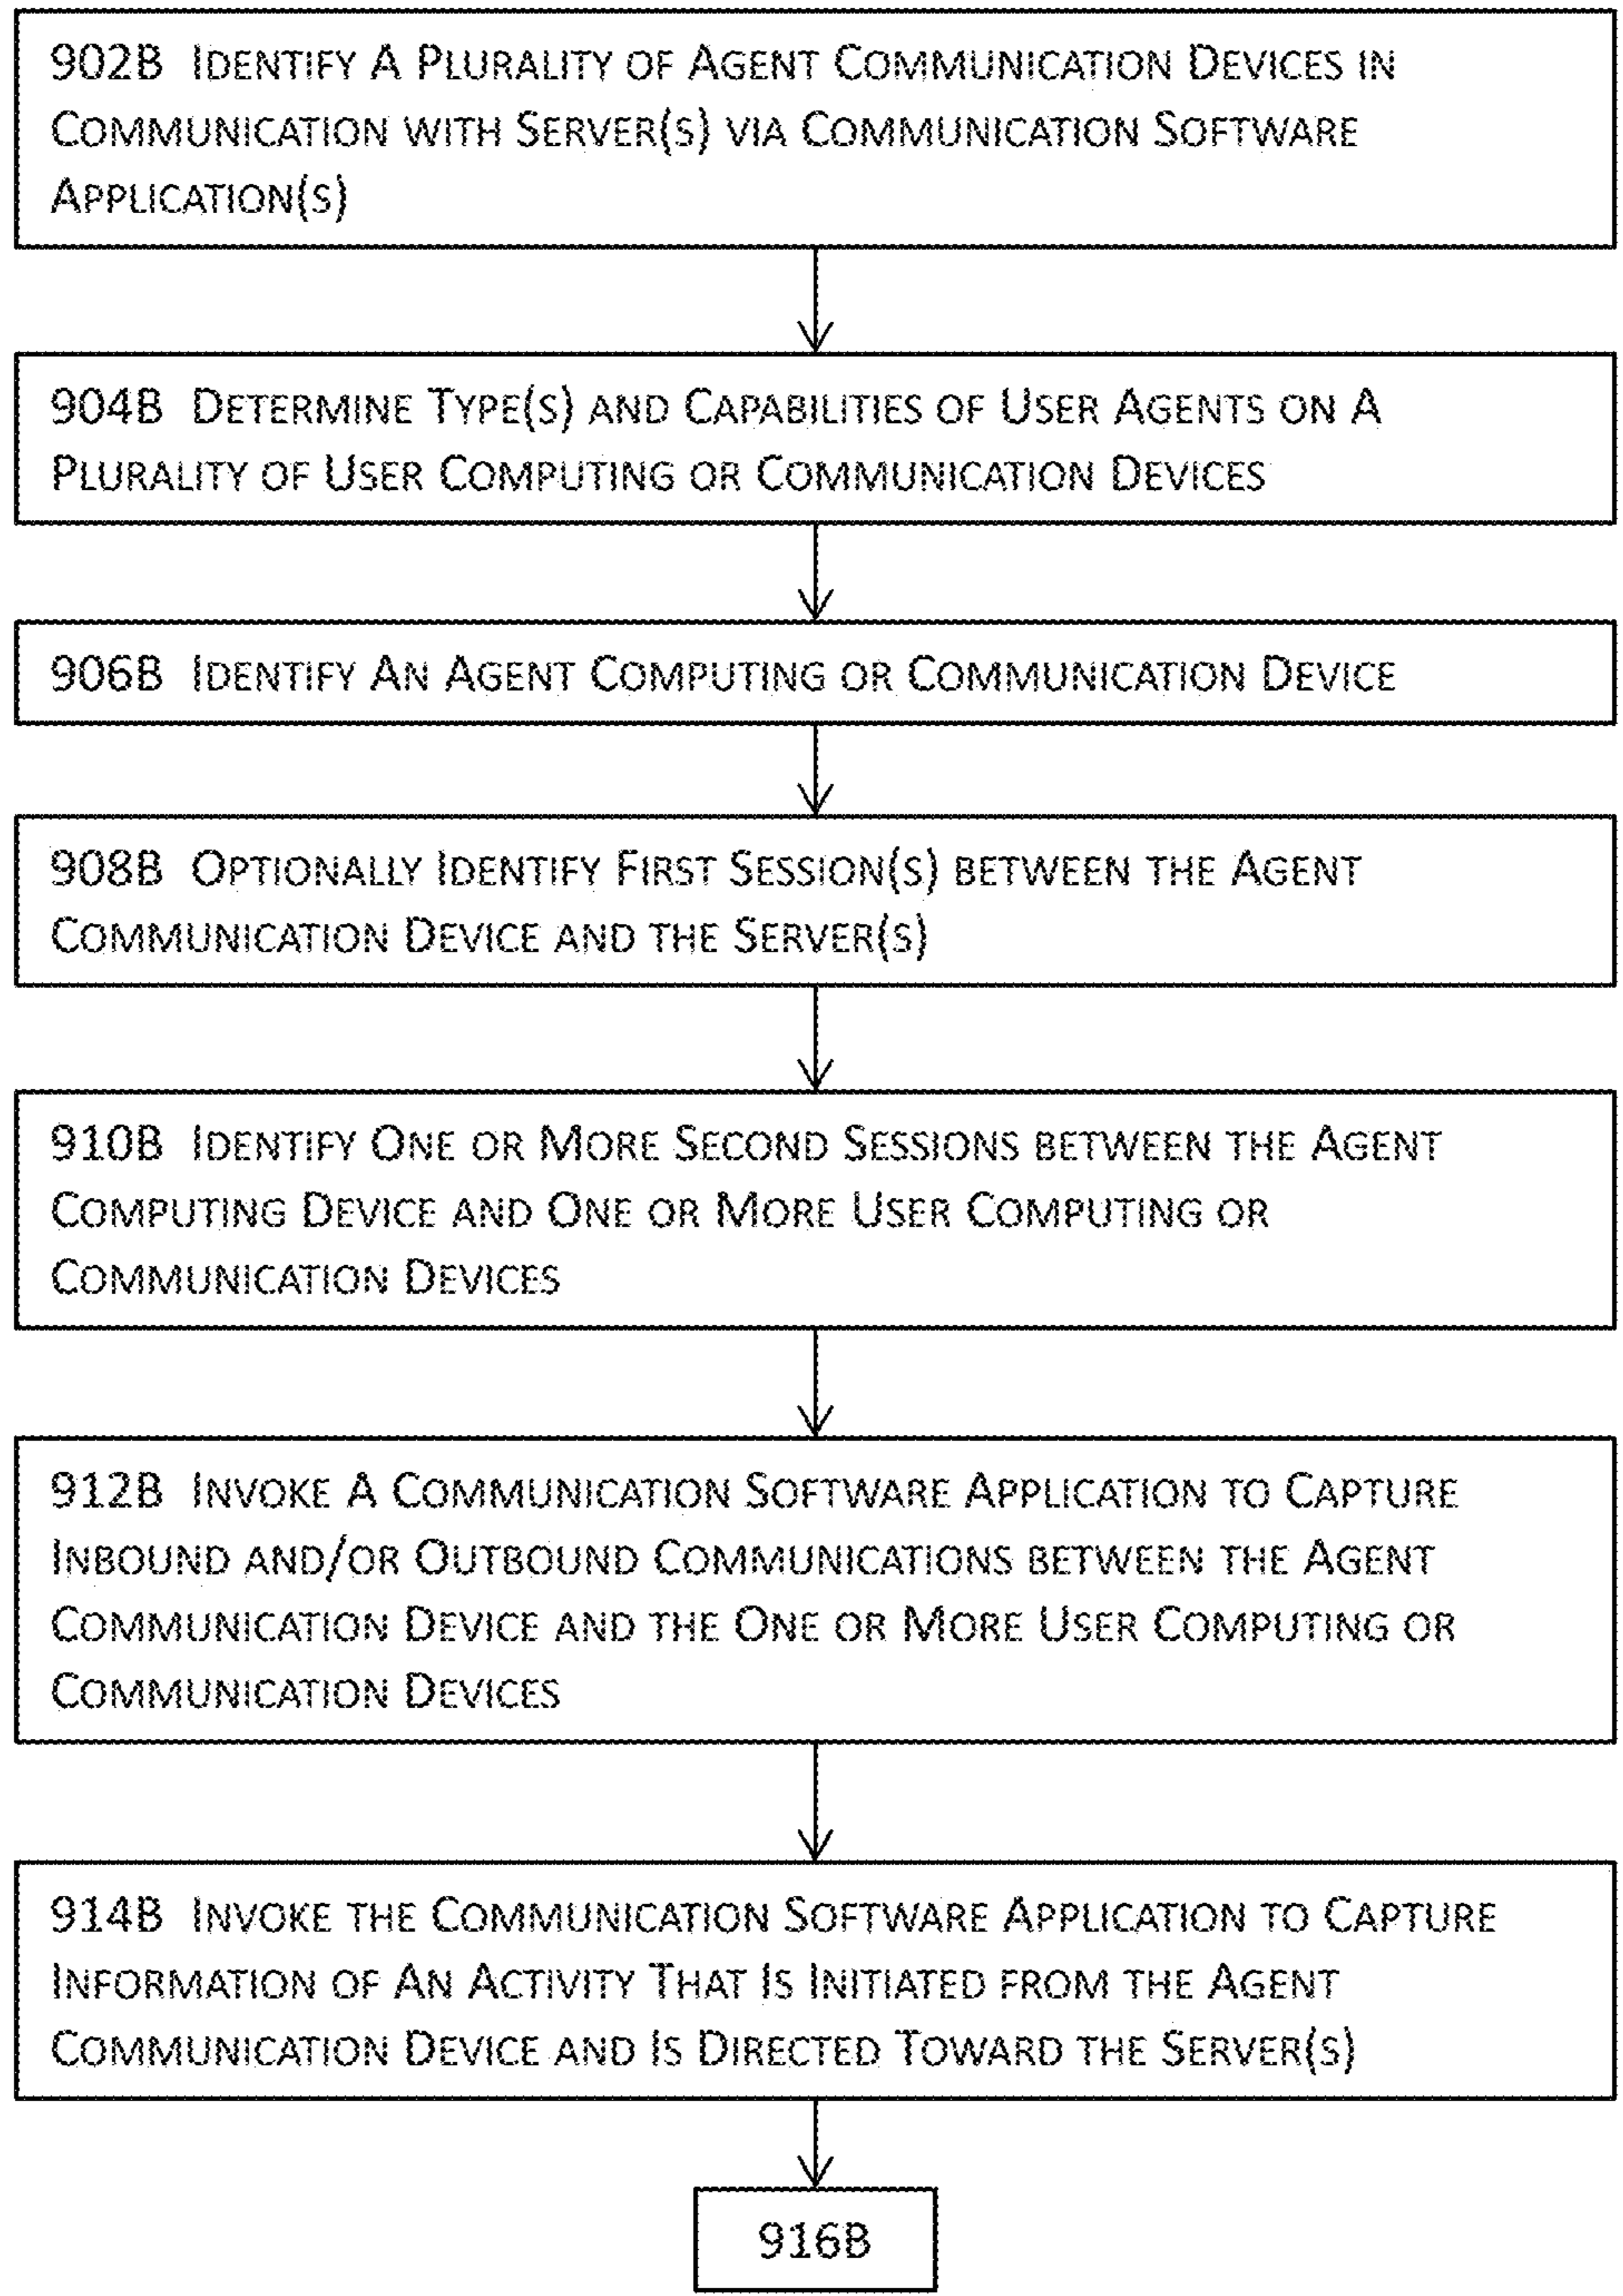 902B Identify A Plurality of Agent Communication Devices in
Communication with Server(s) via Communication Software
Application(s)
904B Determine Type(s) and Capabilities of User Agents on A
Plurality of User Computing or Communication Devices
906B Identify An Agent Computing or Communication Device
908B Optionally Identify First Session(s) between the Agent
Communication Device and the Server(s)
910B Identify One or More Second Sessions between the Agent
Computing Device and One or More User Computing or
Communication Devices
912B Invoke A Communication Software Application to Capture
Inbound and/or Outbound Communications between the Agent
Communication Device and the One or More User Computing or
Communication Devices
914B Invoke the Communication Software Application to Capture
Information of An Activity That Is Initiated from the Agent
Communication Device and Is Directed Toward the Server(s)
916B